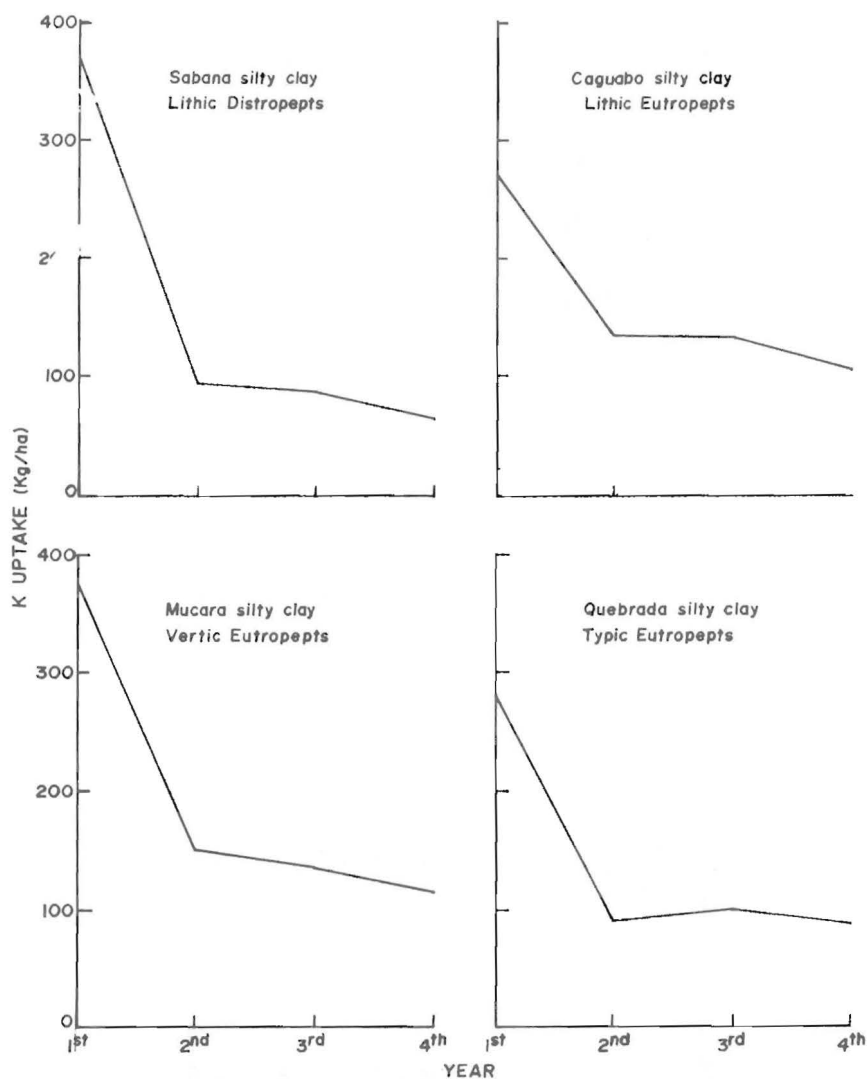 400
300
2
100
0
Sabana silty clay
Lithic Distropepts
Caguabo silty clay
Lithic Eutropepts
K UPTAKE (Kg/ha)
400
300
200
100
0
Mucara silty clay
Vertic Eutropepts
Quebrada silty clay
Typic Eutropepts
1st 2nd 3rd 4th
1st 2nd 3rd 4th
YEAR